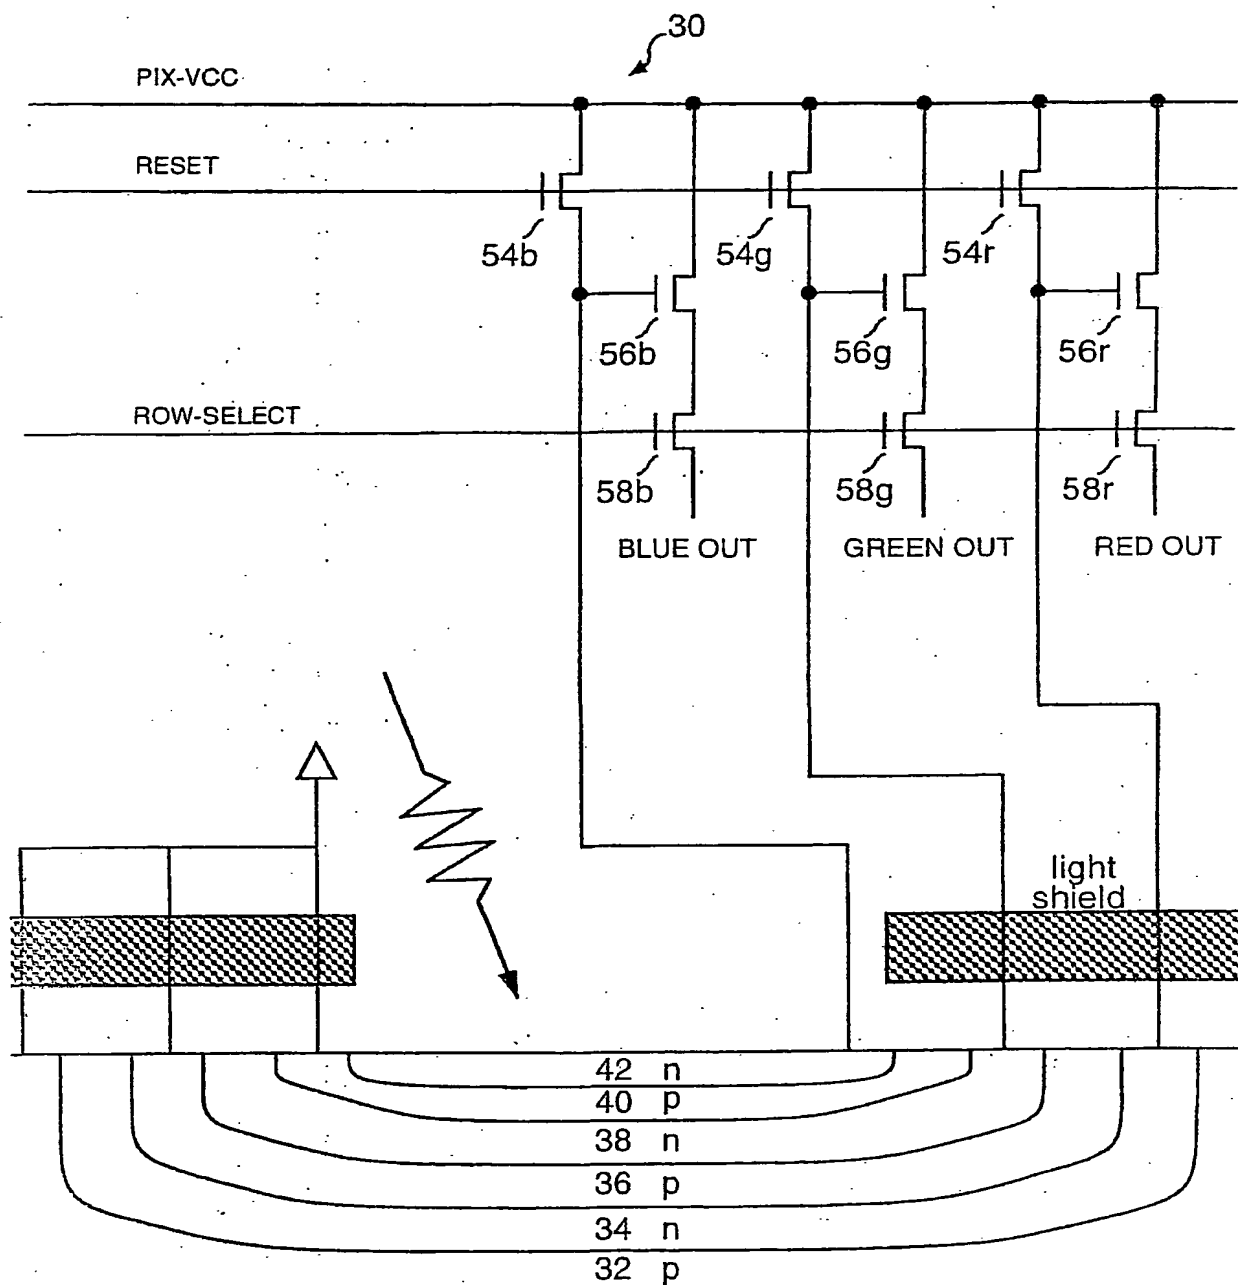 30
PIX-VCC
RESET
54b
54g
54r
56b
56g
56r
ROW-SELECT
58b
58g
58r
BLUE OUT
GREEN OUT
RED OUT
light
shield
42 n
40 p
38 n
36 p
34 n
32 p